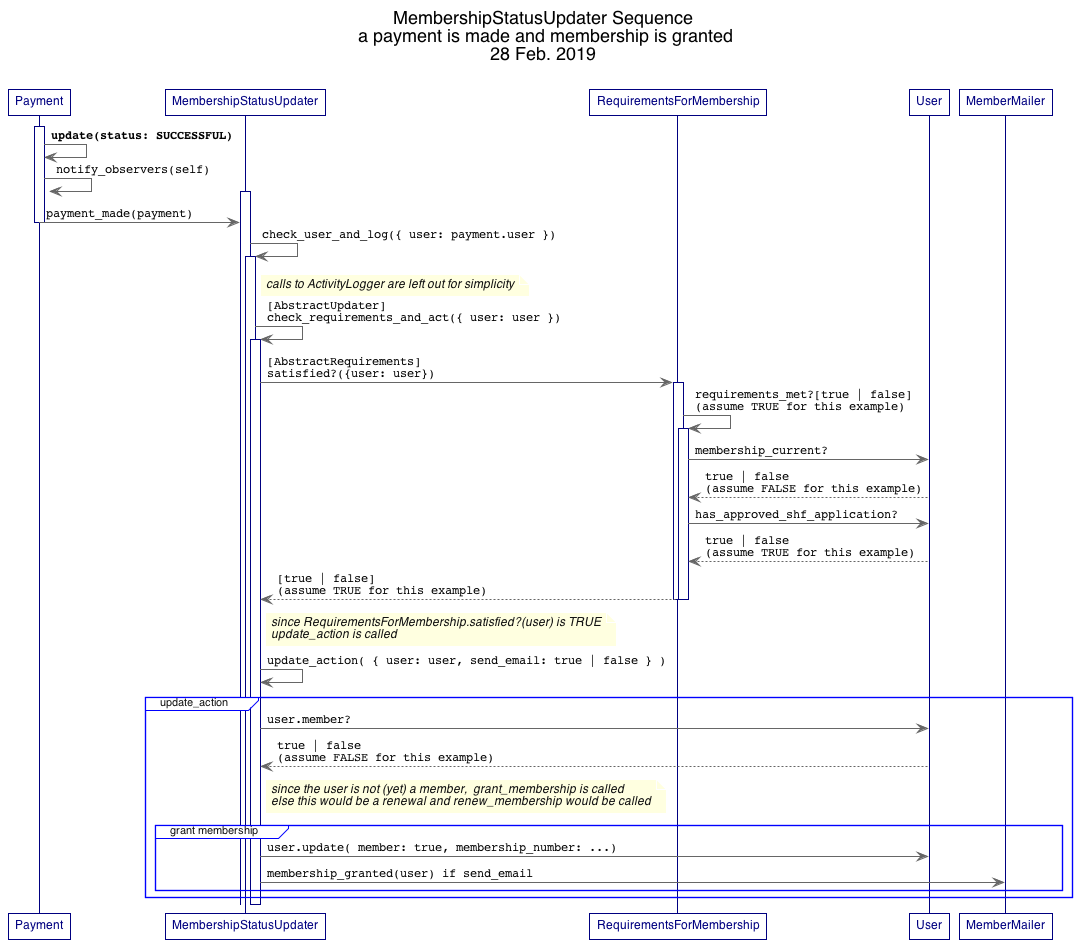 MembershipStatusUpdater Sequence
a payment is made and membership is granted
28 Feb. 2019
Payment
MembershipStatusUpdater
RequirementsForMembership
User
MemberMailer
update(status: SUCCESSFUL)
notify_observers(self)
payment_made(payment)
check_user_and_log({ user: payment.user })
calls to ActivityLogger are left out for simplicity
[AbstractUpdater]
check_requirements_and_act({ user: user })
[AbstractRequirements]
satisfied?({user: user})
requirements_met?[true | false]
(assume TRUE for this example)
membership_current?
true | false
(assume FALSE for this example)
has_approved_shf_application?
true | false
(assume TRUE for this example)
[true | false]
(assume TRUE for this example)
since RequirementsForMembership.satisfied?(user) is TRUE
update_action is called
update_action( { user: user, send_email: true | false } )
update_action
user.member?
true | false
(assume FALSE for this example)
since the user is not (yet) a member,  grant_membership is called
else this would be a renewal and renew_membership would be called
grant membership
user.update( member: true, membership_number: ...)
membership_granted(user) if send_email
Payment
MembershipStatusUpdater
RequirementsForMembership
User
MemberMailer